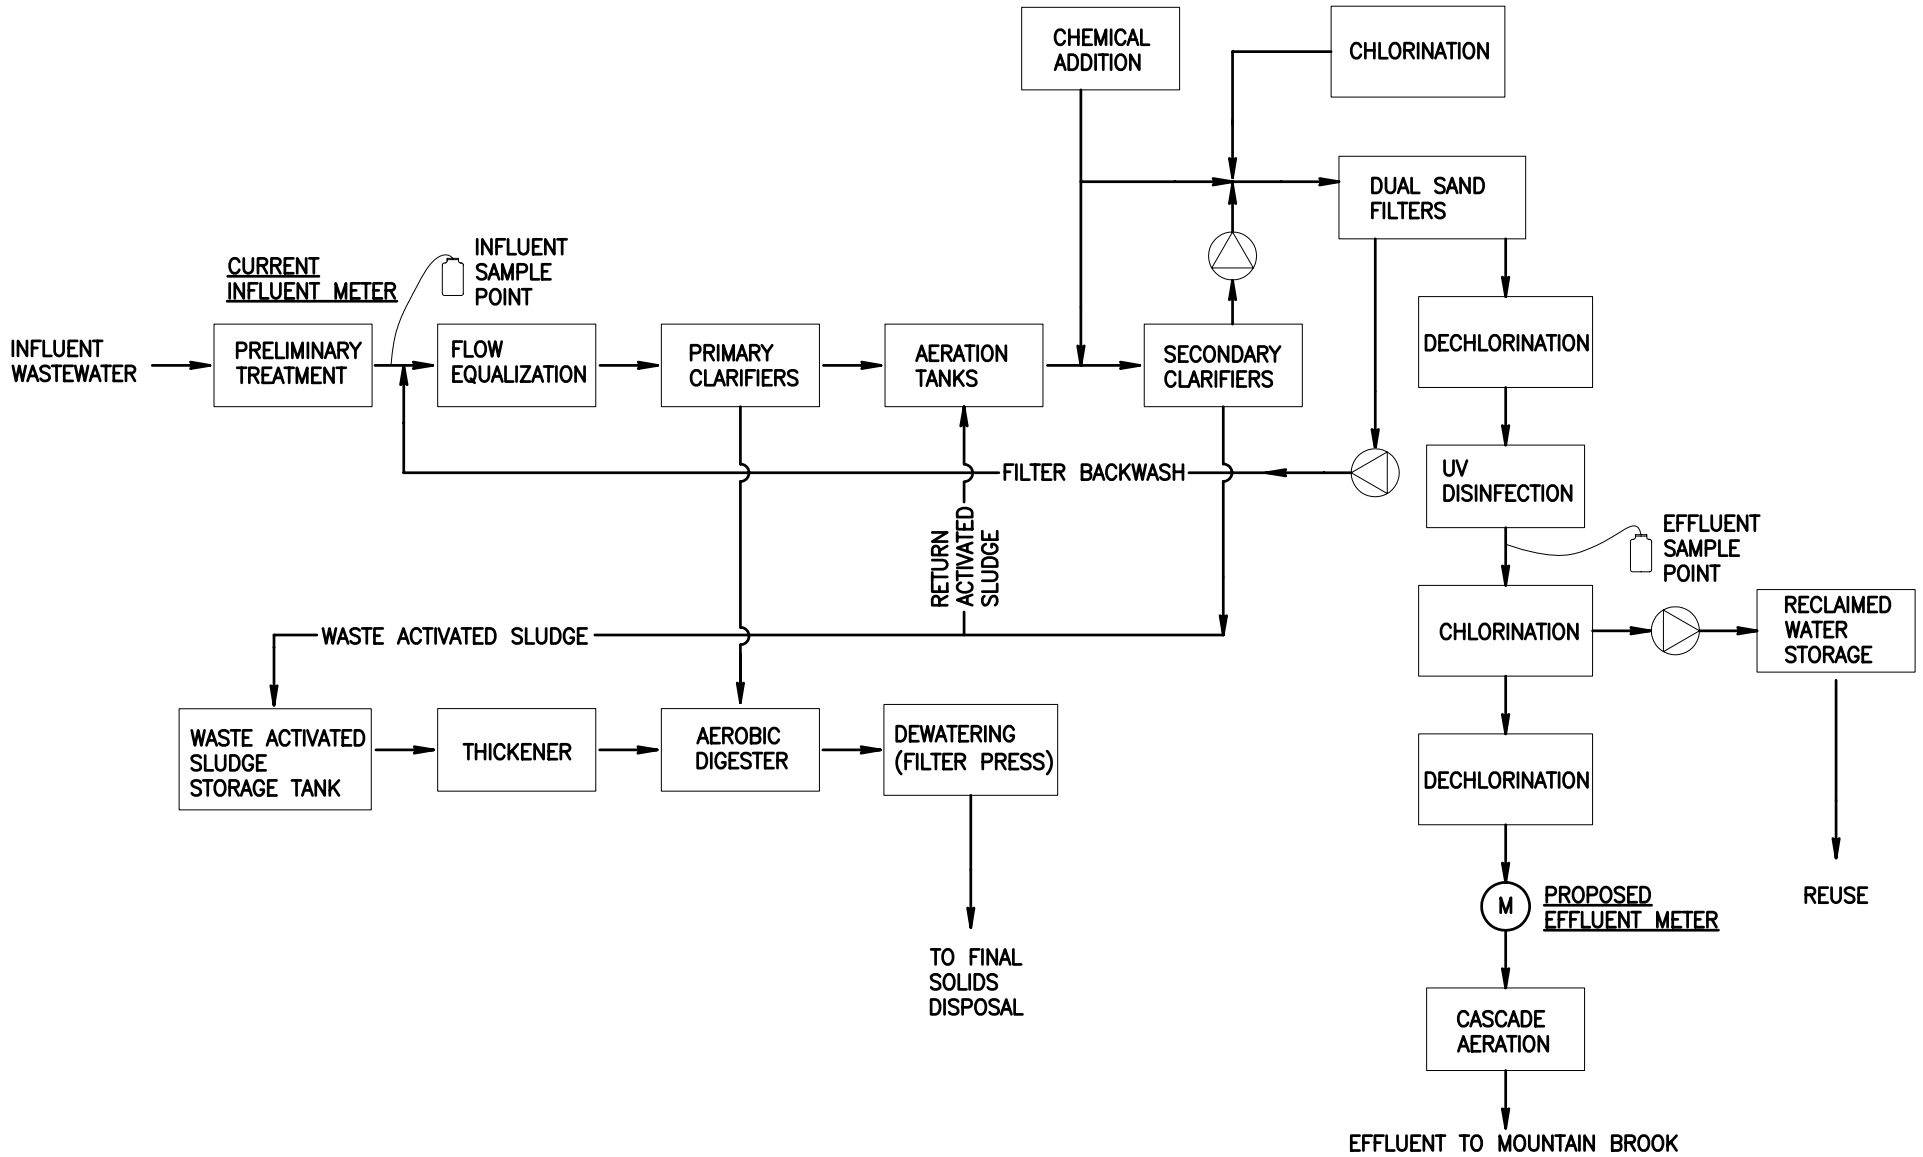 CHEMICAL
ADDITION
CHLORINATION
DUAL SAND
FILTERS
CURRENT
INFLUENT METER
INFLUENT
SAMPLE
POINT
INFLUENT
WASTEWATER
PRELIMINARY
TREATMENT
FLOW
EQUALIZATION
PRIMARY
CLARIFIERS
AERATION
TANKS
SECONDARY
CLARIFIERS
DECHLORINATION
FILTER BACKWASH
UV
DISINFECTION
RETURN
ACTIVATED
SLUDGE
EFFLUENT
SAMPLE
POINT
WASTE ACTIVATED SLUDGE
CHLORINATION
RECLAIMED
WATER
STORAGE
WASTE ACTIVATED
SLUDGE
STORAGE TANK
THICKENER
AEROBIC
DIGESTER
DEWATERING
(FILTER PRESS)
DECHLORINATION
M
PROPOSED
EFFLUENT METER
REUSE
TO FINAL
SOLIDS
DISPOSAL
CASCADE
AERATION
EFFLUENT TO MOUNTAIN BROOK